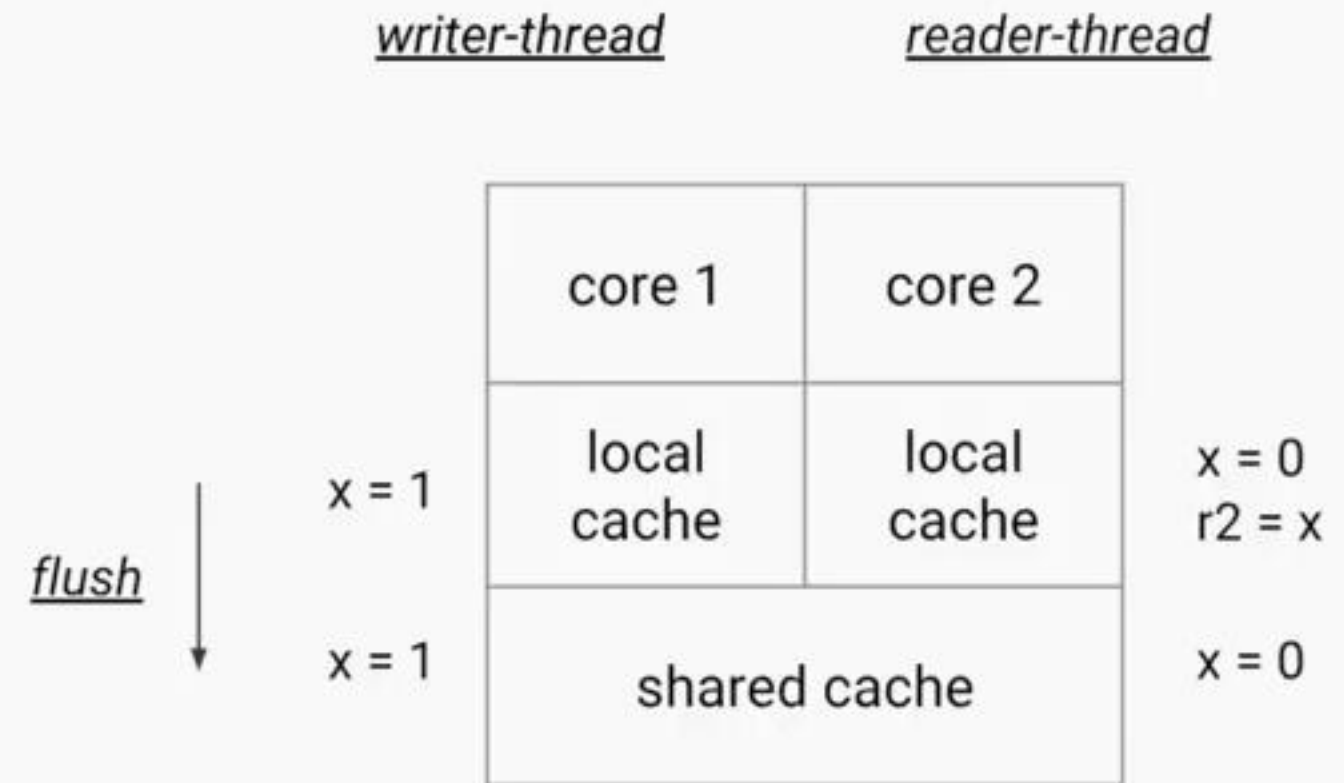 writer-thread
reader-thread
core 1
core 2
local
cache
local
cache
x = 1
x = 0
r2 = x
flush
x = 1
shared cache
x = 0